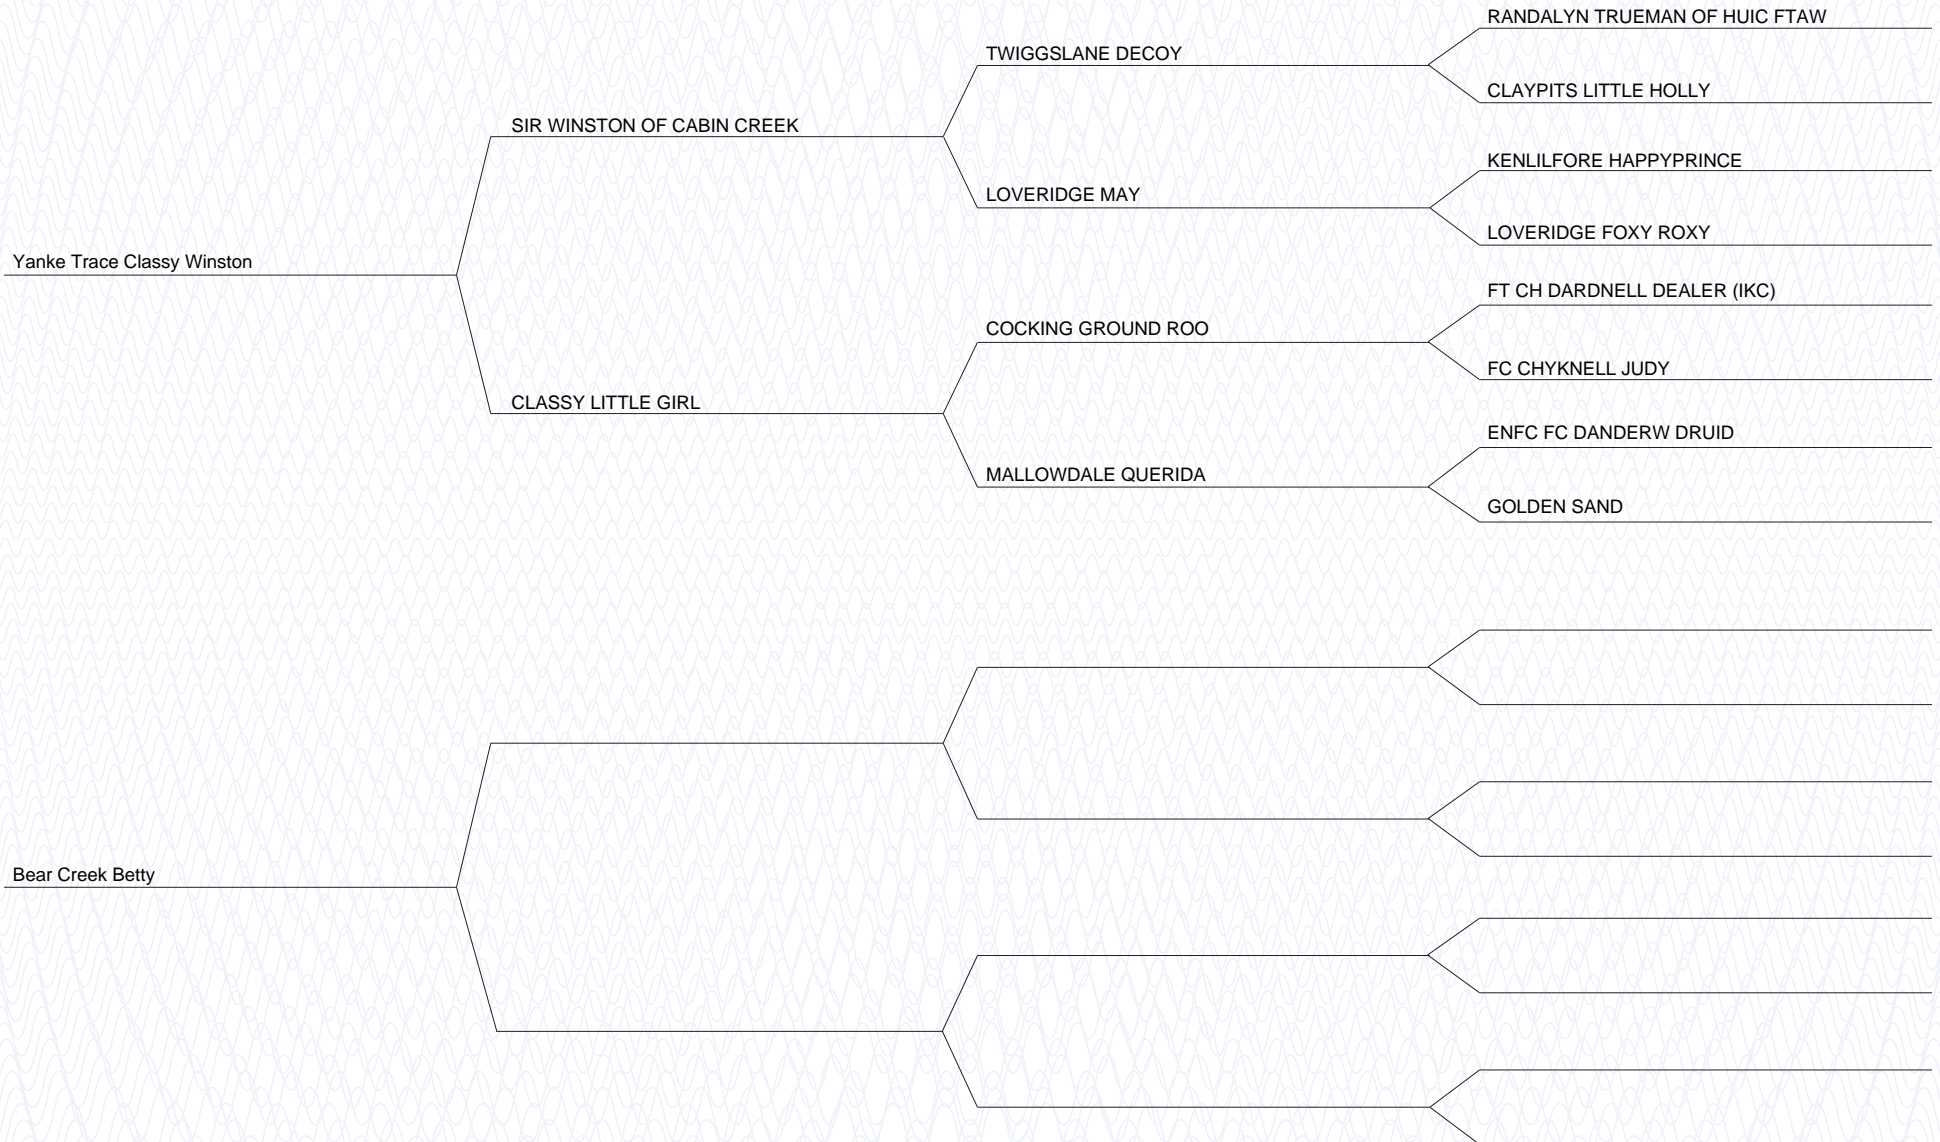 RANDALYN TRUEMAN OF HUIC FTAW
TWIGGSLANE DECOY
CLAYPITS LITTLE HOLLY
SIR WINSTON OF CABIN CREEK
KENLILFORE HAPPYPRINCE
LOVERIDGE MAY
LOVERIDGE FOXY ROXY
Yanke Trace Classy Winston
FT CH DARDNELL DEALER (IKC)
COCKING GROUND ROO
FC CHYKNELL JUDY
CLASSY LITTLE GIRL
ENFC FC DANDERW DRUID
MALLOWDALE QUERIDA
GOLDEN SAND
Bear Creek Betty